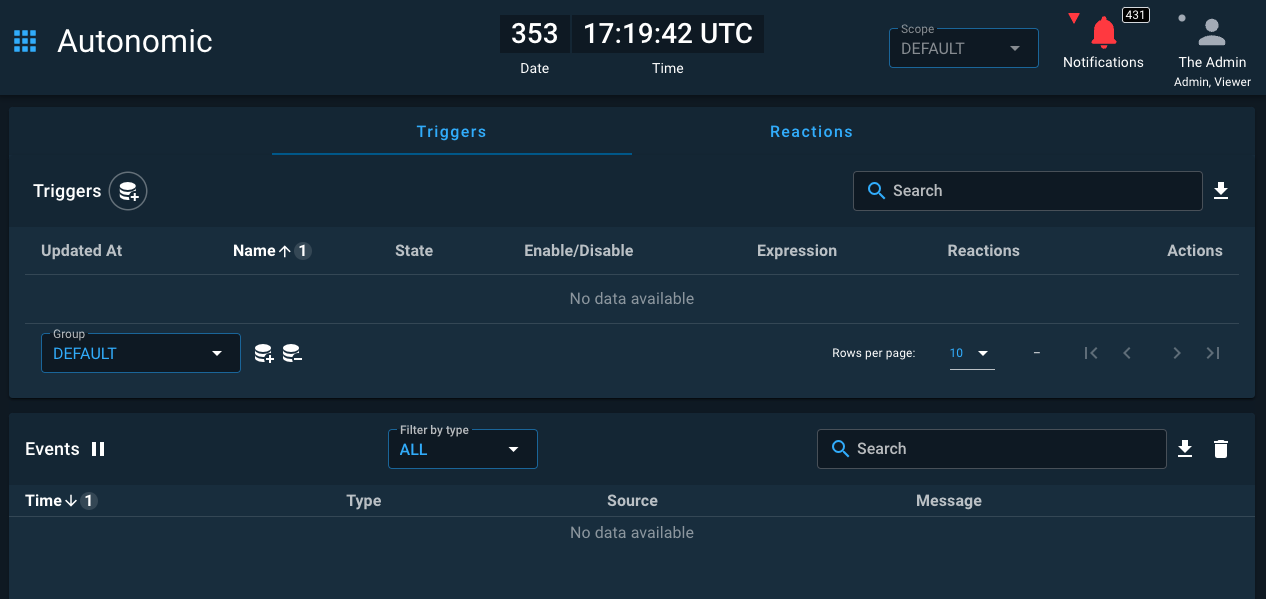 Autonomic
353 17:19:42 UTC
Date Time
Scope
DEFAULT
431
Notifications
The Admin
Admin, Viewer
Triggers Reactions
Triggers
Search
Updated At Name 1 State Enable/Disable Expression Reactions Actions
No data available
Group
DEFAULT
Rows per page: 10 –
Events
Filter by type
ALL
Search
Time 1 Type Source Message
No data available